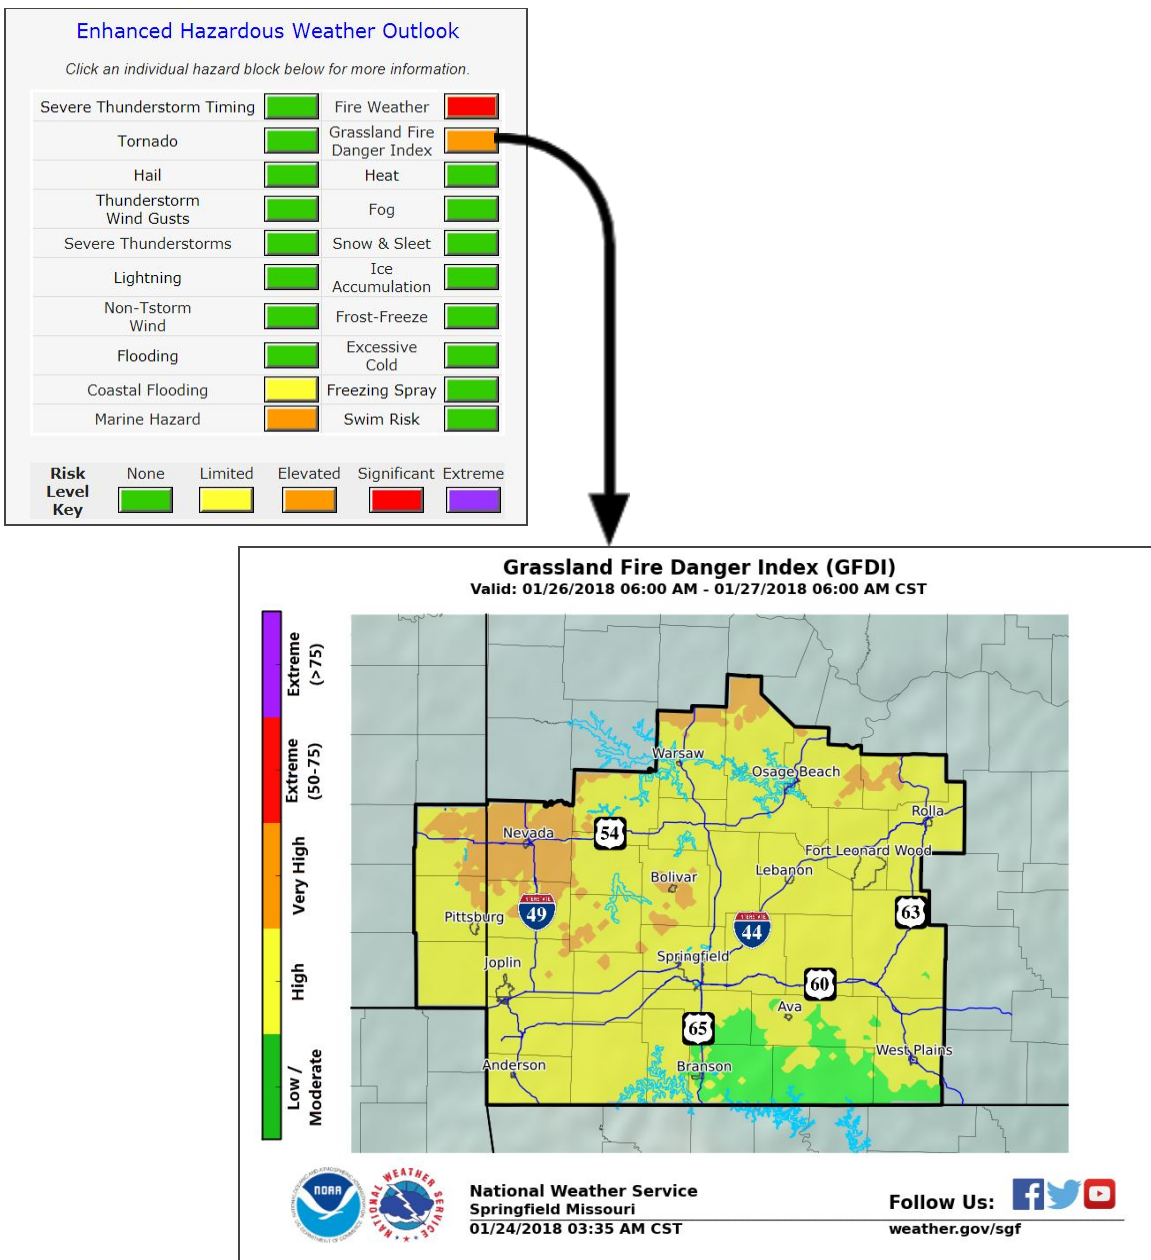 Enhanced Hazardous Weather Outlook
Click an individual hazard block below for more information.
Severe Thunderstorm Timing
Fire Weather
Tornado
Grassland Fire
Danger Index
Hail
Heat
Thunderstorm
Wind Gusts
Fog
Severe Thunderstorms
Snow & Sleet
Lightning
Ice
Accumulation
Non-Tstorm
Wind
Frost-Freeze
Flooding
Excessive
Cold
Coastal Flooding
Freezing Spray
Marine Hazard
Swim Risk
Risk
Level
Key
None
Limited
Elevated
Significant
Extreme
Grassland Fire Danger Index (GFDI)
Valid: 01/26/2018 06:00 AM - 01/27/2018 06:00 AM CST
Extreme
(>75)
Extreme
(50-75)
Very High
High
Low /
Moderate
Warsaw
Osage Beach
Rolla
Nevada
54
Fort Leonard Wood
Lebanon
Bolivar
49
Pittsburg
44
63
Springfield
Joplin
60
Ava
65
West Plains
Anderson
Branson
NOAA
NATIONAL WEATHER SERVICE
National Weather Service
Springfield Missouri
01/24/2018 03:35 AM CST
Follow Us:
weather.gov/sgf